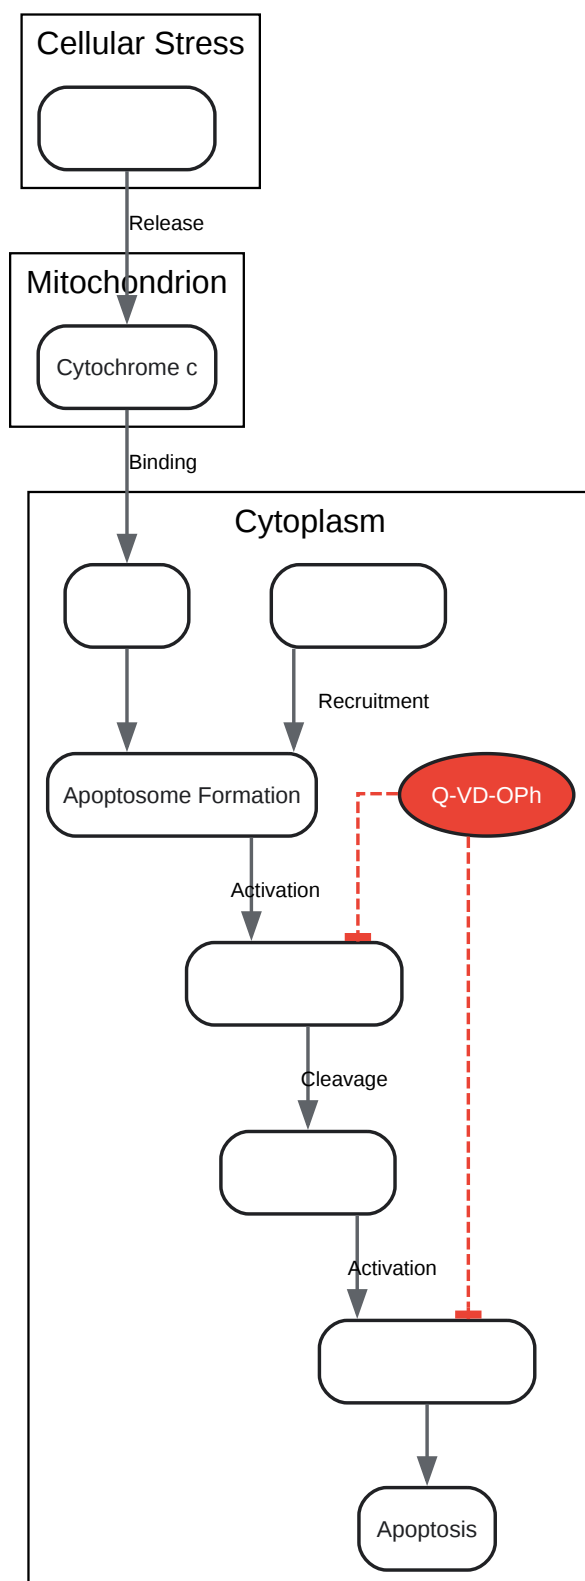 Cellular Stress
Release
Mitochondrion
Cytochrome c
Binding
Cytoplasm
Recruitment
Apoptosome Formation
Q-VD-OPh
Activation
Cleavage
Activation
Apoptosis